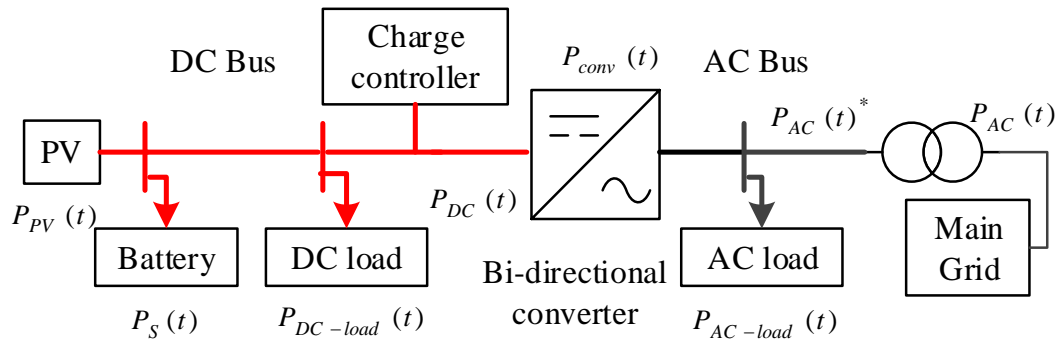 DC Bus
Charge
controller
P_conv (t)
AC Bus
P_AC (t)*
P_AC (t)
PV
P_PV (t)
P_DC (t)
Battery
DC load
Bi-directional
converter
AC load
Main
Grid
P_S (t)
P_DC-load (t)
P_AC-load (t)